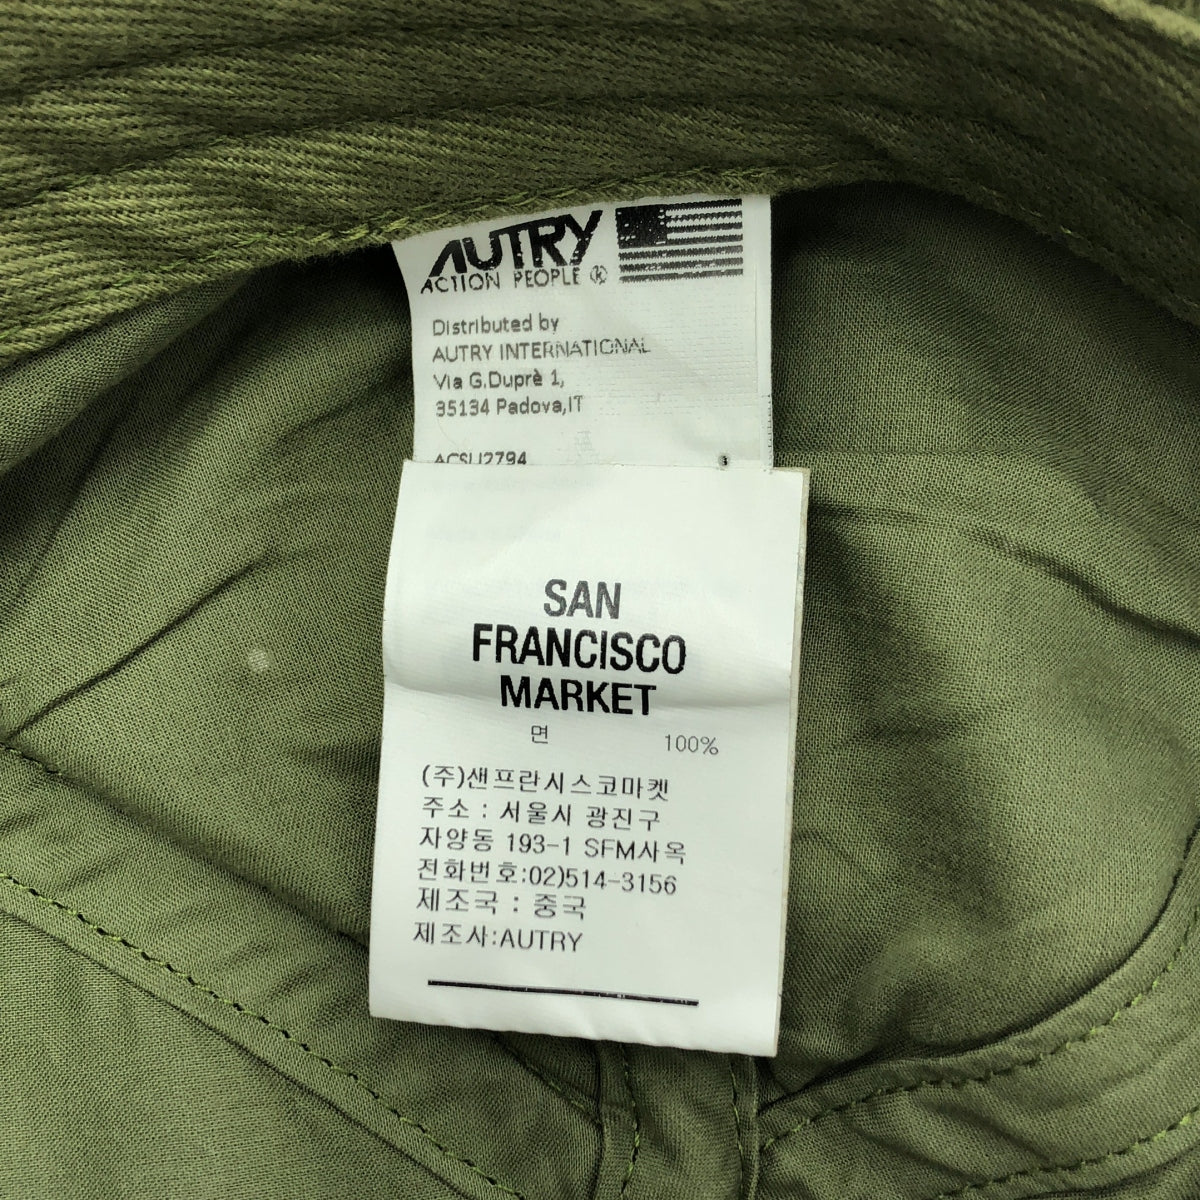 AUTRY
ACTION PEOPLE
Distributed by
AUTRY INTERNATIONAL
Via G.Duprè 1,
35134 Padova,IT
SAN
FRANCISCO
MARKET
면 100%
(주)샌프란시스코마켓
주소 : 서울시 광진구
자양동 193-1 SFM사옥
전화번호:02)514-3156
제조국 : 중국
제조사:AUTRY